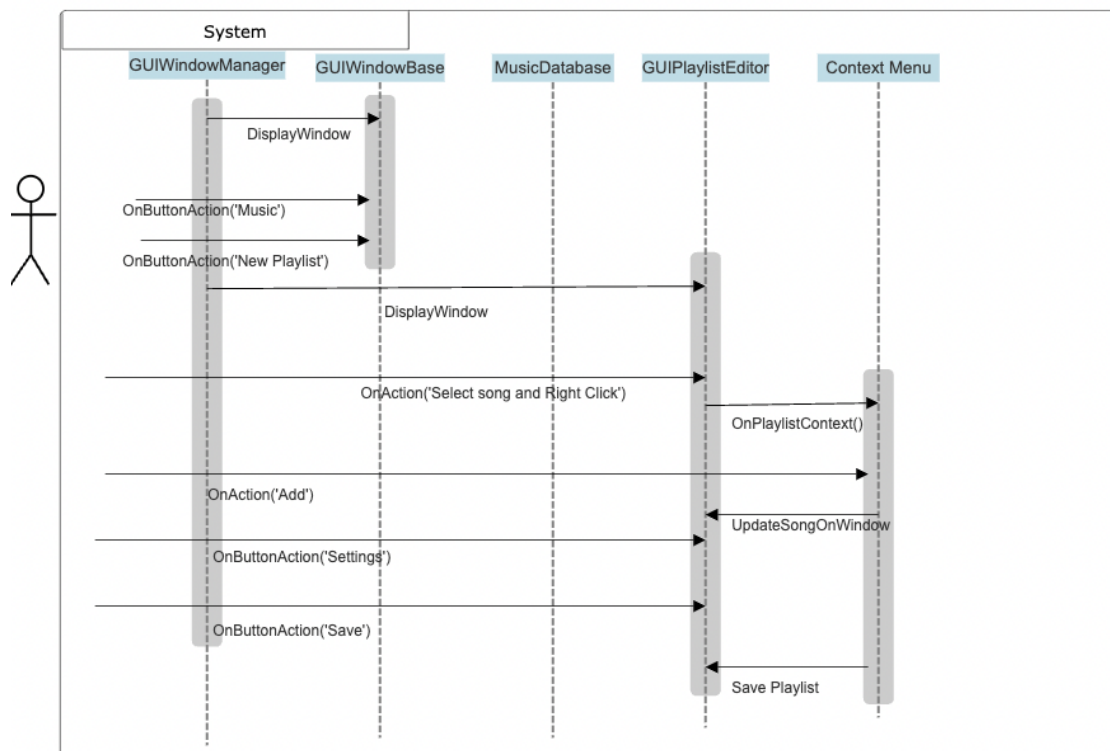 System
GUIWindowManager
GUIWindowBase
MusicDatabase
GUIPlaylistEditor
Context Menu
DisplayWindow
OnButtonAction('Music')
OnButtonAction('New Playlist')
DisplayWindow
OnAction('Select song and Right Click')
OnPlaylistContext()
OnAction('Add')
UpdateSongOnWindow
OnButtonAction('Settings')
OnButtonAction('Save')
Save Playlist